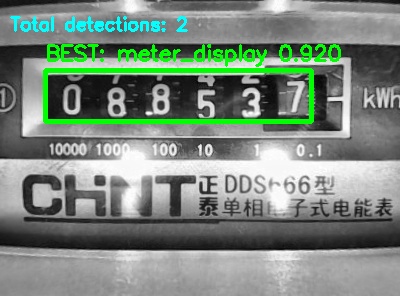 Total detections: 2
BEST: meter_display 0.920
① 0 8 8 5 3 7 kWh
10000 1000 100 10 1 0.1
CHNT 正泰 DDS666型
单相电子式电能表